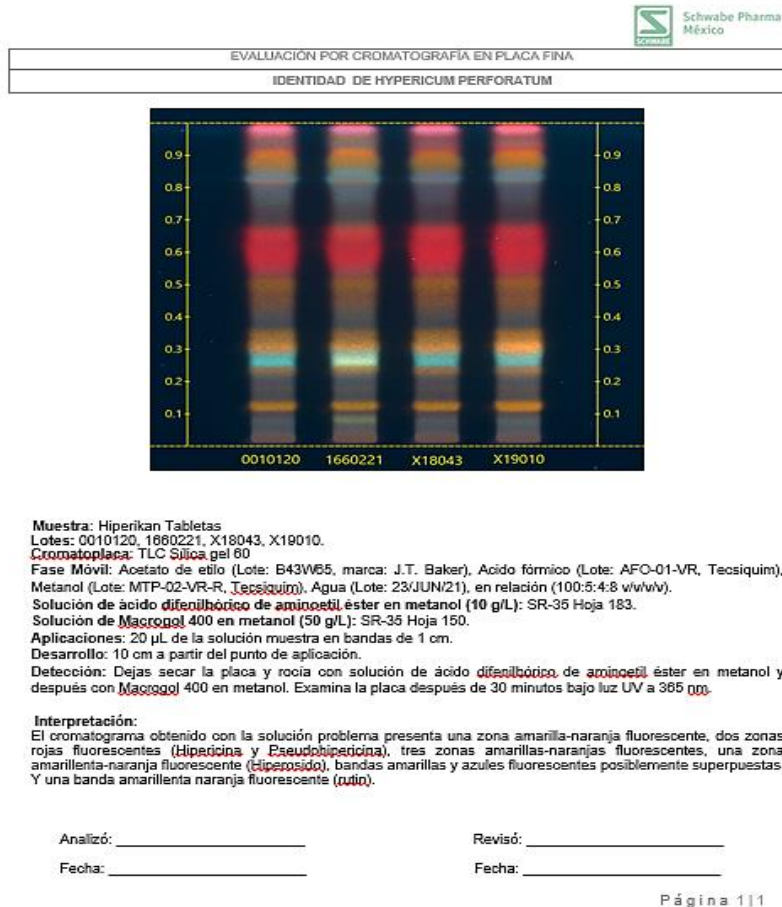 Schwabe Pharma
México
SCHWABE
EVALUACIÓN POR CROMATOGRAFÍA EN PLACA FINA
IDENTIDAD DE HYPERICUM PERFORATUM
0.9 0.9
0.8 0.8
0.7 0.7
0.6 0.6
0.5 0.5
0.4 0.4
0.3 0.3
0.2 0.2
0.1 0.1
0010120 1660221 X18043 X19010
Muestra: Hiperikan Tabletas
Lotes: 0010120, 1660221, X18043, X19010.
Cromatoplaca: TLC Sílica gel 60
Fase Móvil: Acetato de etilo (Lote: B43W65, marca: J.T. Baker), Acido fórmico (Lote: AFO-01-VR, Tecsiquim),
Metanol (Lote: MTP-02-VR-R, Tecsiquim), Agua (Lote: 23/JUN/21), en relación (100:5:4:8 v/v/v/v).
Solución de ácido difenilbórico de aminoetil éster en metanol (10 g/L): SR-35 Hoja 183.
Solución de Macrogol 400 en metanol (50 g/L): SR-35 Hoja 150.
Aplicaciones: 20 µL de la solución muestra en bandas de 1 cm.
Desarrollo: 10 cm a partir del punto de aplicación.
Detección: Dejas secar la placa y rocía con solución de ácido difenilbórico de aminoetil éster en metanol y
después con Macrogol 400 en metanol. Examina la placa después de 30 minutos bajo luz UV a 365 nm.
Interpretación:
El cromatograma obtenido con la solución problema presenta una zona amarilla-naranja fluorescente, dos zonas
rojas fluorescentes (Hipericina y Pseudohipericina), tres zonas amarillas-naranjas fluorescentes, una zona
amarillenta-naranja fluorescente (Hiperosido), bandas amarillas y azules fluorescentes posiblemente superpuestas
Y una banda amarillenta naranja fluorescente (rutin).
Analizó: Revisó:
Fecha: Fecha:
Página 1|1